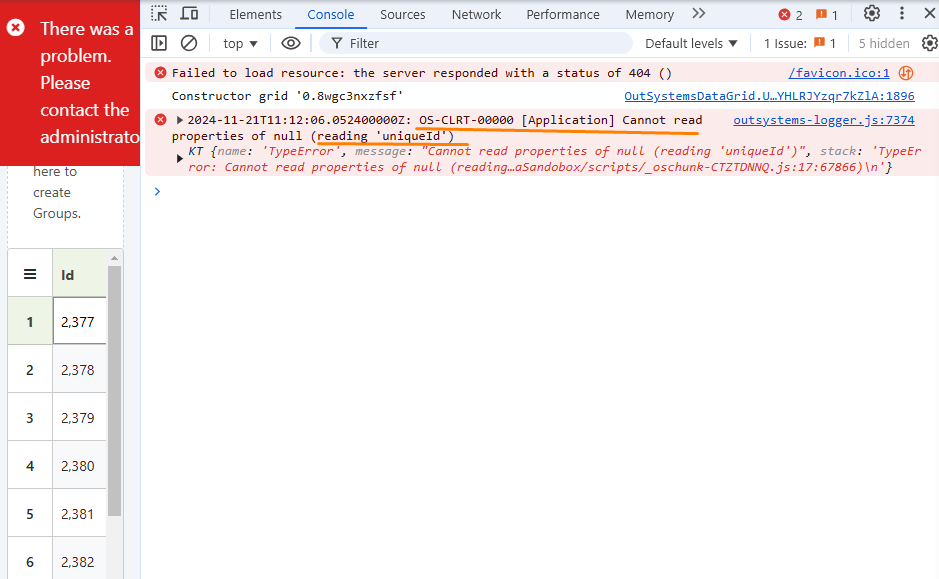 There was a
problem.
Please
contact the
administrato
here to
create
Groups.
Id
1 2,377
2 2,378
3 2,379
4 2,380
5 2,381
6 2,382
Elements Console Sources Network Performance Memory 2 1
top Filter Default levels 1 Issue: 1 5 hidden
Failed to load resource: the server responded with a status of 404 () /favicon.ico:1
Constructor grid '0.8wgc3nxzfsf' OutSystemsDataGrid.U…YHLRJYzqr7kZlA:1896
2024-11-21T11:12:06.052400000Z: OS-CLRT-00000 [Application] Cannot read outsystems-logger.js:7374
properties of null (reading 'uniqueId')
KT {name: 'TypeError', message: "Cannot read properties of null (reading 'uniqueId')", stack: 'TypeEr
ror: Cannot read properties of null (reading…aSandobox/scripts/_oschunk-CTZTDNNQ.js:17:67866)\n'}